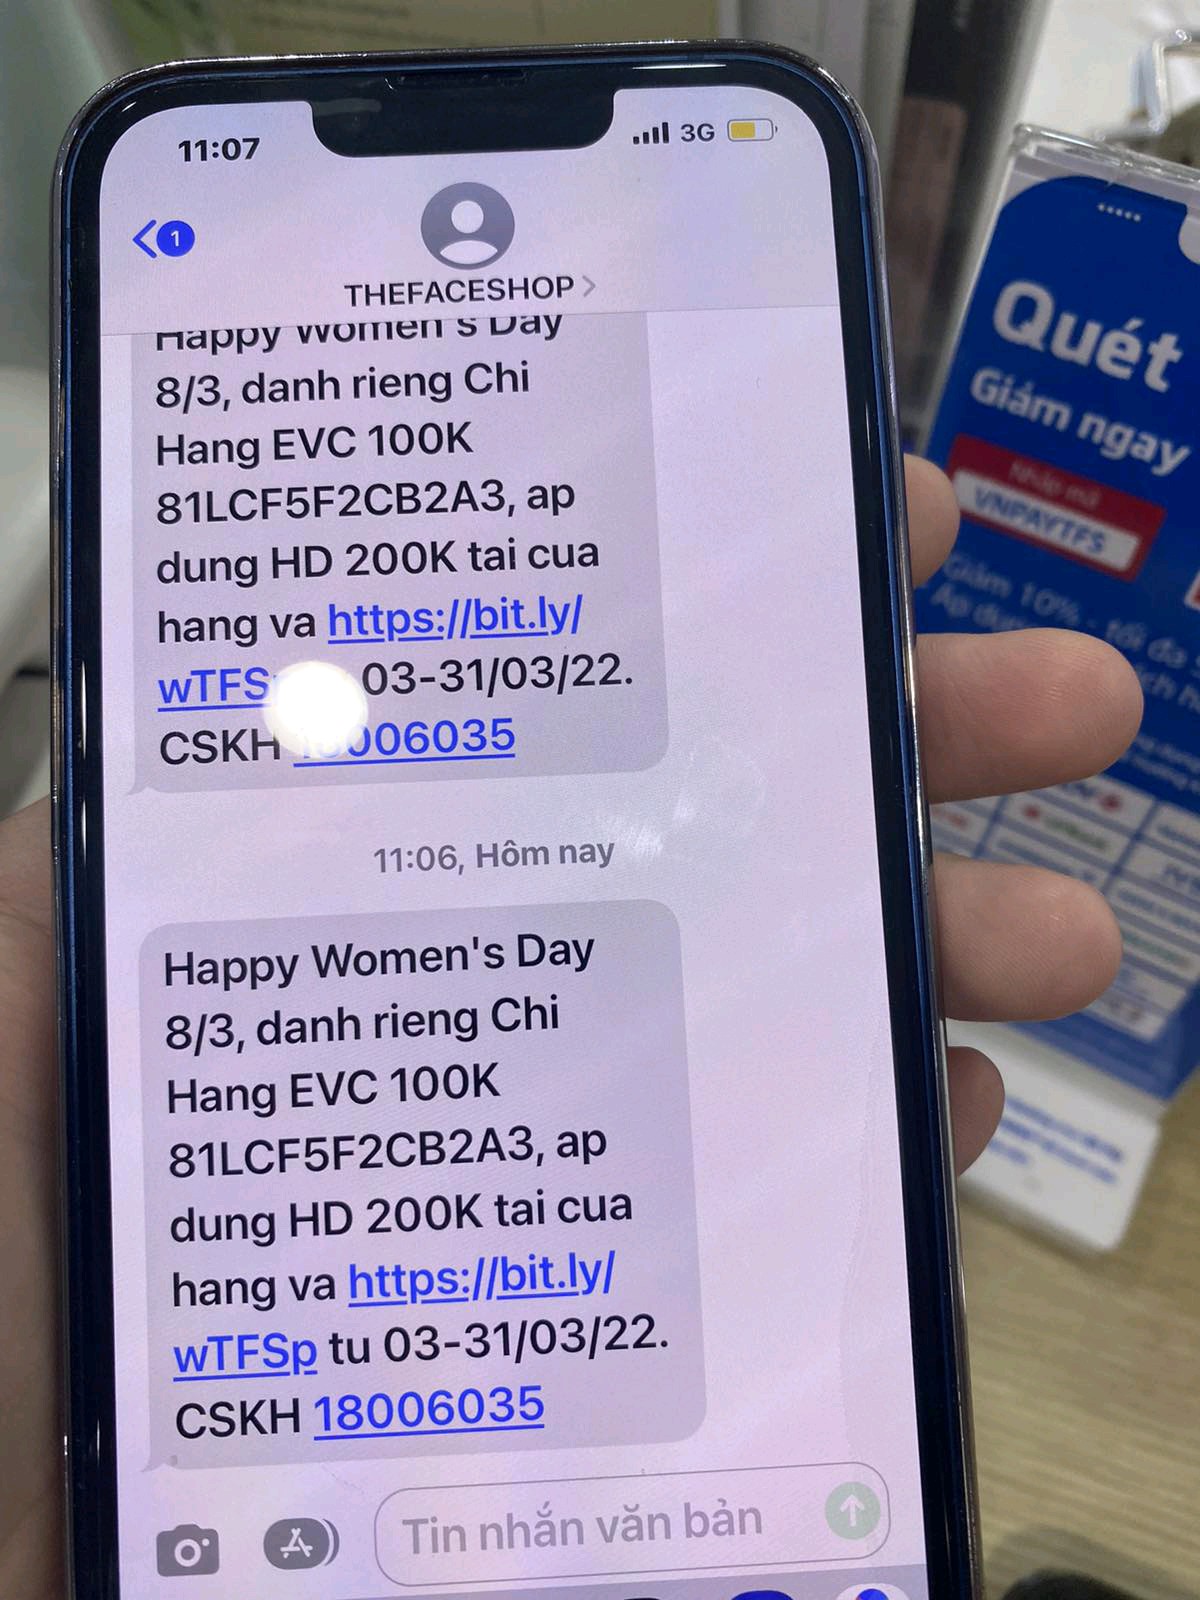 11:07
3G
1
THEFACESHOP
Happy Women's Day
8/3, danh rieng Chi
Hang EVC 100K
81LCF5F2CB2A3, ap
dung HD 200K tai cua
hang va https://bit.ly/
wTFS 03-31/03/22.
CSKH 18006035
11:06, Hôm nay
Happy Women's Day
8/3, danh rieng Chi
Hang EVC 100K
81LCF5F2CB2A3, ap
dung HD 200K tai cua
hang va https://bit.ly/
wTFSp tu 03-31/03/22.
CSKH 18006035
Tin nhắn văn bản
Quét
Giảm ngay
Nhập mã
VNPAYTFS
Giảm 10% - tối đa